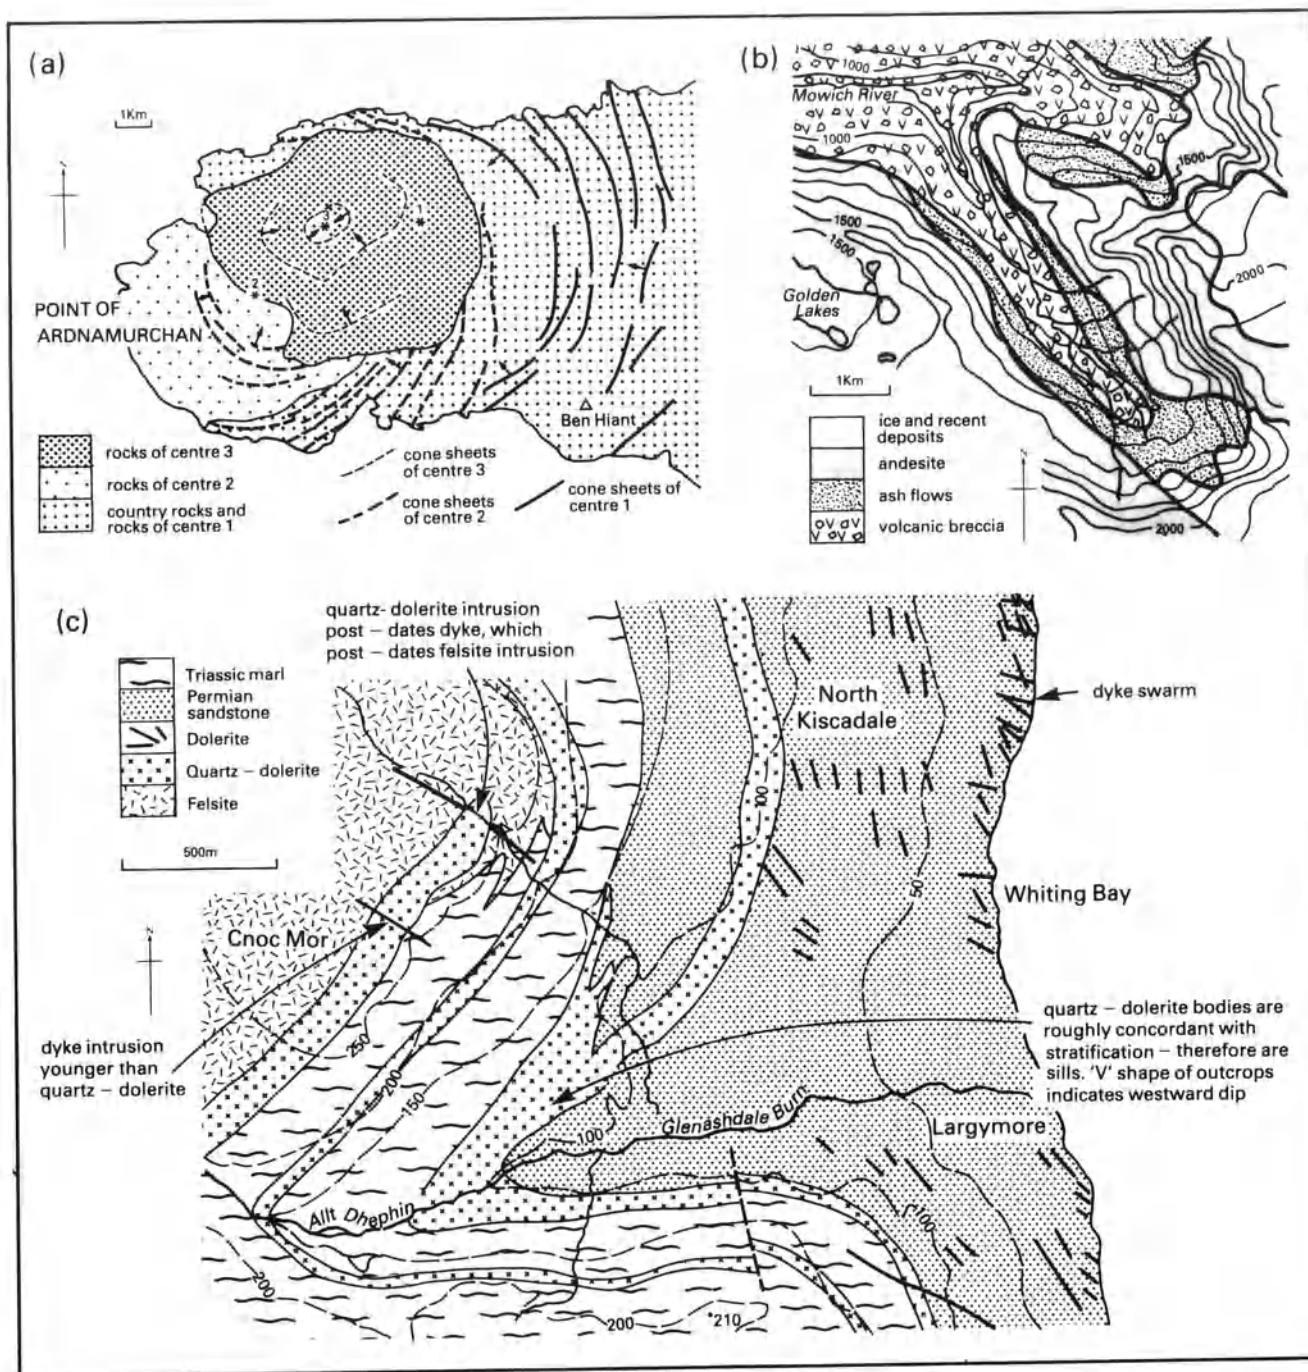 (a)
1Km
N
3
2
POINT OF
ARDNAMURCHAN
Ben Hiant
rocks of centre 3
rocks of centre 2
country rocks and
rocks of centre 1
cone sheets
of centre 3
cone sheets
of centre 2
cone sheets of
centre 1
(b)
1000
Mowich River
1000
1500
1500
1500
2000
Golden
Lakes
1Km
ice and recent
deposits
andesite
ash flows
volcanic breccia
N
2000
(c)
quartz- dolerite intrusion
post – dates dyke, which
post – dates felsite intrusion
Triassic marl
Permian
sandstone
Dolerite
Quartz – dolerite
Felsite
500m
N
North
Kiscadale
dyke swarm
100
50
Whiting Bay
Cnoc Mor
dyke intrusion
younger than
quartz – dolerite
250
200
150
100
Glenashdale Burn
quartz – dolerite bodies are
roughly concordant with
stratification – therefore are
sills. 'V' shape of outcrops
indicates westward dip
Largymore
Allt Dhephin
100
200
200
210